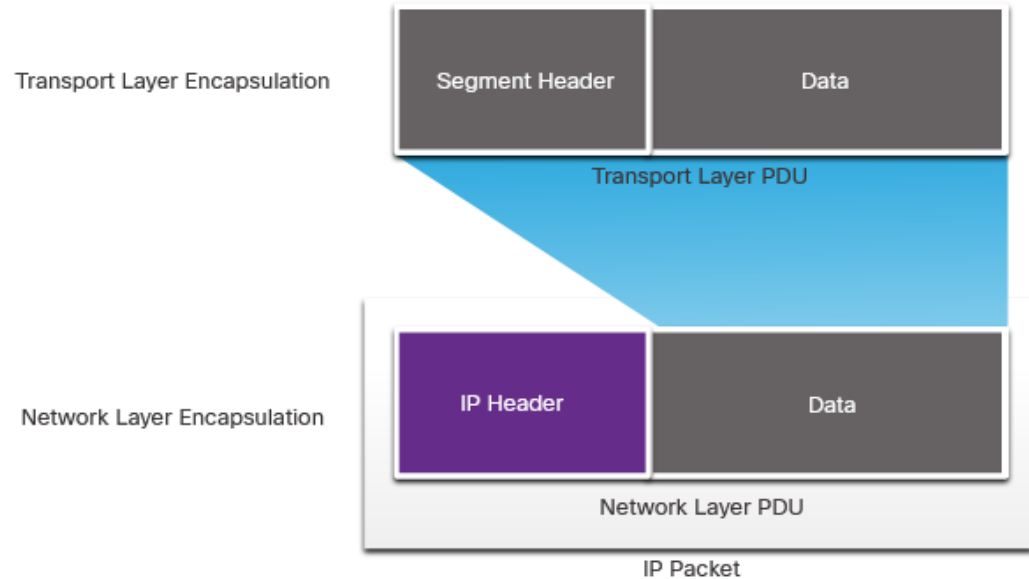 Transport Layer Encapsulation
Segment Header
Data
Transport Layer PDU
Network Layer Encapsulation
IP Header
Data
Network Layer PDU
IP Packet